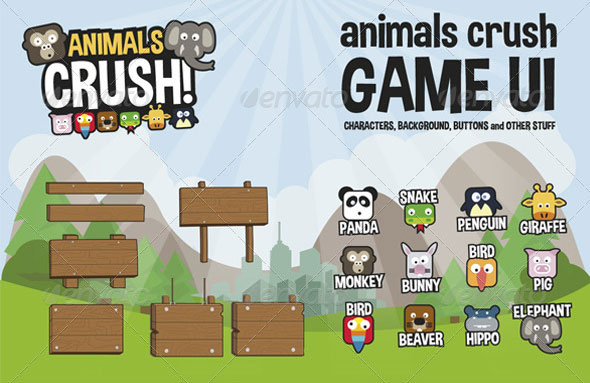 ANIMALS
CRUSH!
animals crush
GAME UI
CHARACTERS, BACKGROUND, BUTTONS and OTHER STUFF
envato
envato
PANDA
SNAKE
PENGUIN
GIRAFFE
MONKEY
BUNNY
BIRD
PIG
BIRD
BEAVER
HIPPO
ELEPHANT